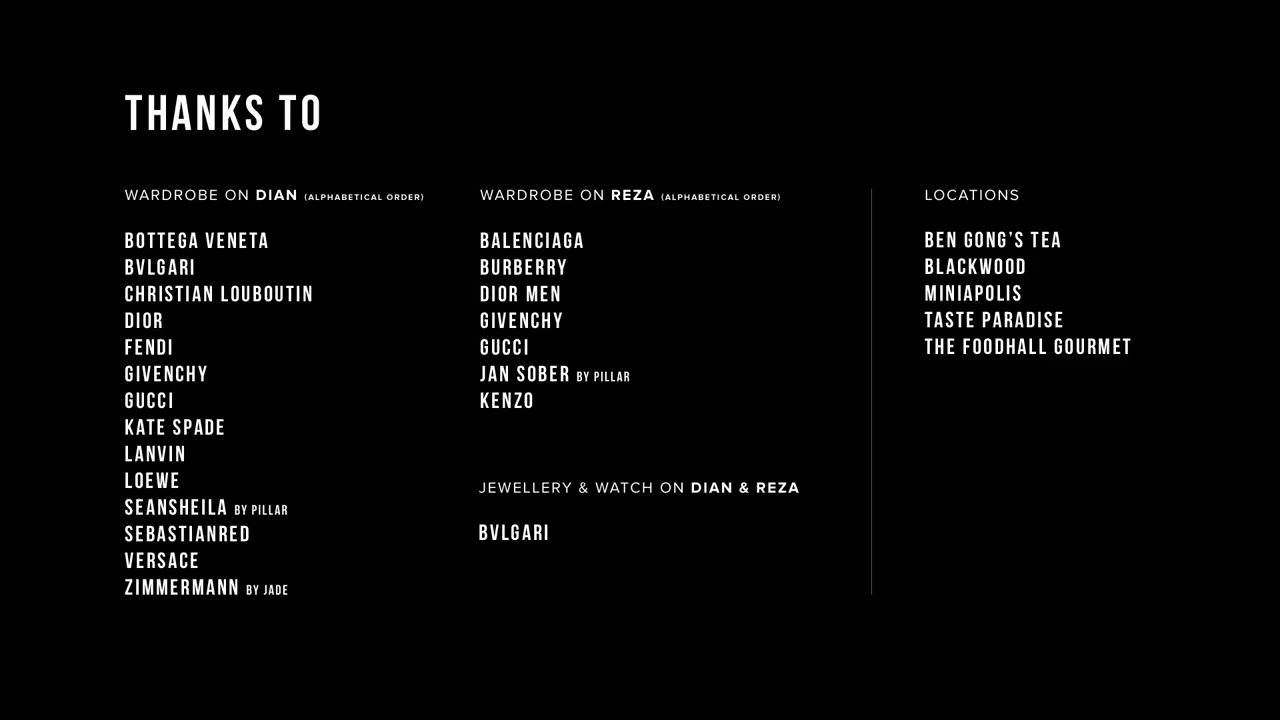 THANKS TO
WARDROBE ON DIAN (ALPHABETICAL ORDER)
BOTTEGA VENETA
BVLGARI
CHRISTIAN LOUBOUTIN
DIOR
FENDI
GIVENCHY
GUCCI
KATE SPADE
LANVIN
LOEWE
SEANSHEILA BY PILLAR
SEBASTIANRED
VERSACE
ZIMMERMANN BY JADE
WARDROBE ON REZA (ALPHABETICAL ORDER)
BALENCIAGA
BURBERRY
DIOR MEN
GIVENCHY
GUCCI
JAN SOBER BY PILLAR
KENZO
JEWELLERY & WATCH ON DIAN & REZA
BVLGARI
LOCATIONS
BEN GONG'S TEA
BLACKWOOD
MINIAPOLIS
TASTE PARADISE
THE FOODHALL GOURMET